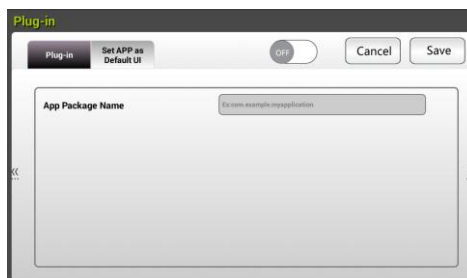 Plug-in
Plug-in
Set APP as
Default UI
OFF
Cancel
Save
App Package Name
Ex:com.example.myapplication
«